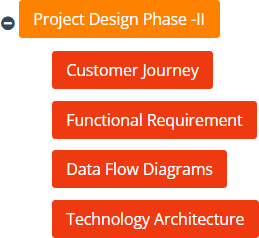 Project Design Phase -II
Customer Journey
Functional Requirement
Data Flow Diagrams
Technology Architecture